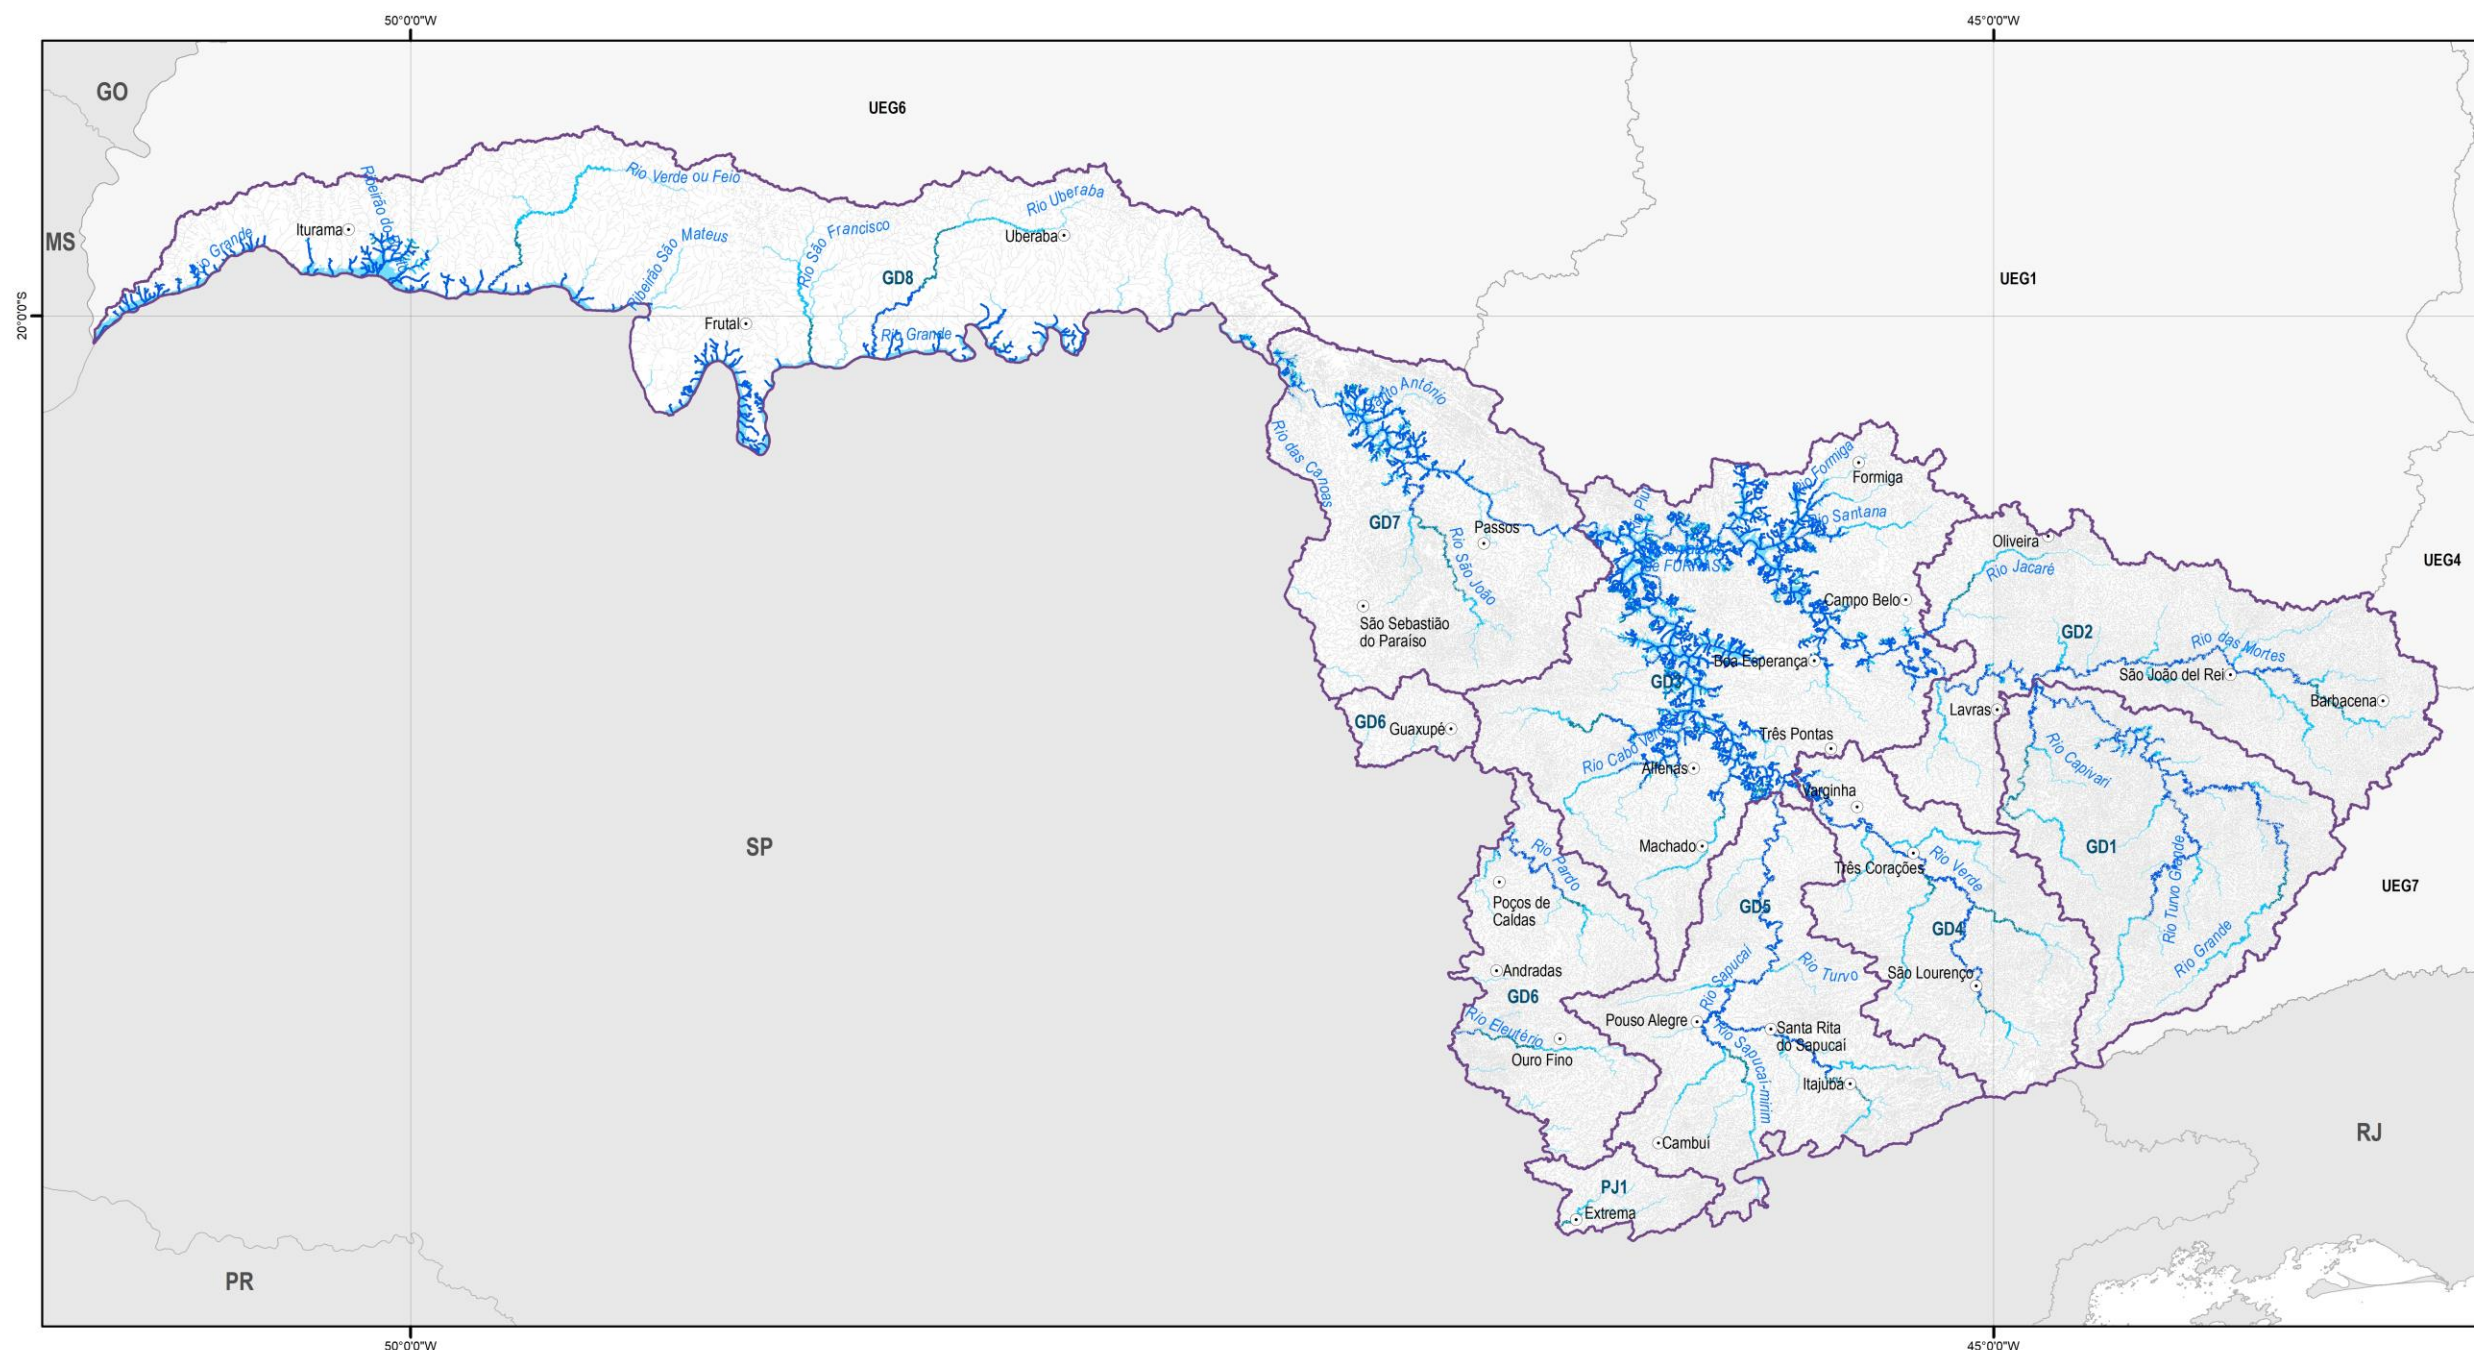 50°0'0"W
45°0'0"W
GO
UEG6
Rio Verde ou Feio
Rio Uberaba
Iturama
Rio Grande
Ribeirão São Mateus
Rio São Francisco
Uberaba
MS
GD8
UEG1
20°0'0"S
Frutal
Rio Grande
Santo Antônio
Rio das Canoas
Rio Formiga
Formiga
GD7
Passos
Rio Santana
Rio São João
de FURNAS
Oliveira
Rio Jacaré
UEG4
São Sebastião
do Paraíso
Campo Belo
GD2
Rio das Mortes
Boa Esperança
GD3
São João del Rei
Barbacena
GD6
Guaxupé
Lavras
Três Pontas
Rio Cabo Verde
Alfenas
Rio Capivari
Varginha
SP
Machado
Rio Pardo
Três Corações
Rio Verde
GD1
Rio Turvo Grande
UEG7
Poços de
Caldas
GD5
GD4
Rio Grande
Andradas
Rio Sapucaí
Rio Turvo
São Lourenço
GD6
Rio Eleutério
Pouso Alegre
Santa Rita
do Sapucaí
Ouro Fino
Rio Sapucaí-mirim
Itajubá
Cambuí
RJ
PJ1
Extrema
PR
50°0'0"W
45°0'0"W